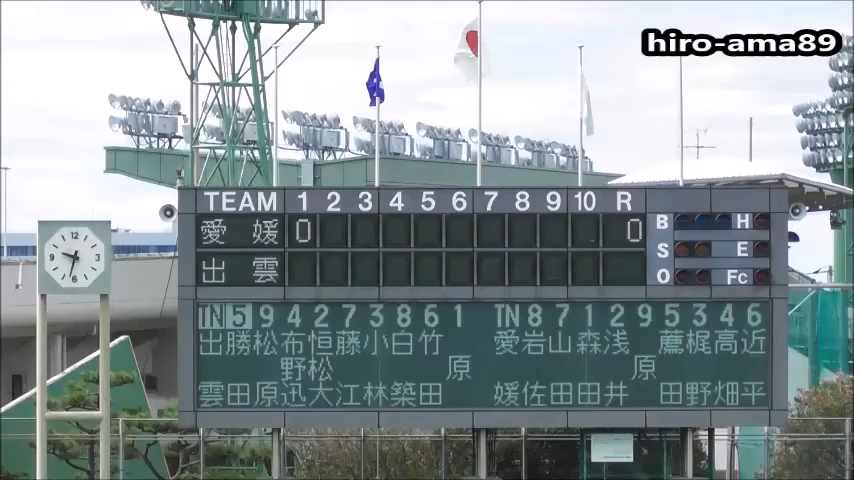 hiro-ama89
12
3
6
9
TEAM 1 2 3 4 5 6 7 8 9 10 R
愛媛 0 0
出雲
B H
S E
O Fc
TN 5 9 4 2 7 3 8 6 1
出雲
勝田
松原
布野迅
恒松大
藤江
小林
白築
竹田
原
TN 8 7 1 2 9 5 3 4 6
愛媛
岩佐
山田
森田
浅井
原
薦田
梶野
高畑
近平